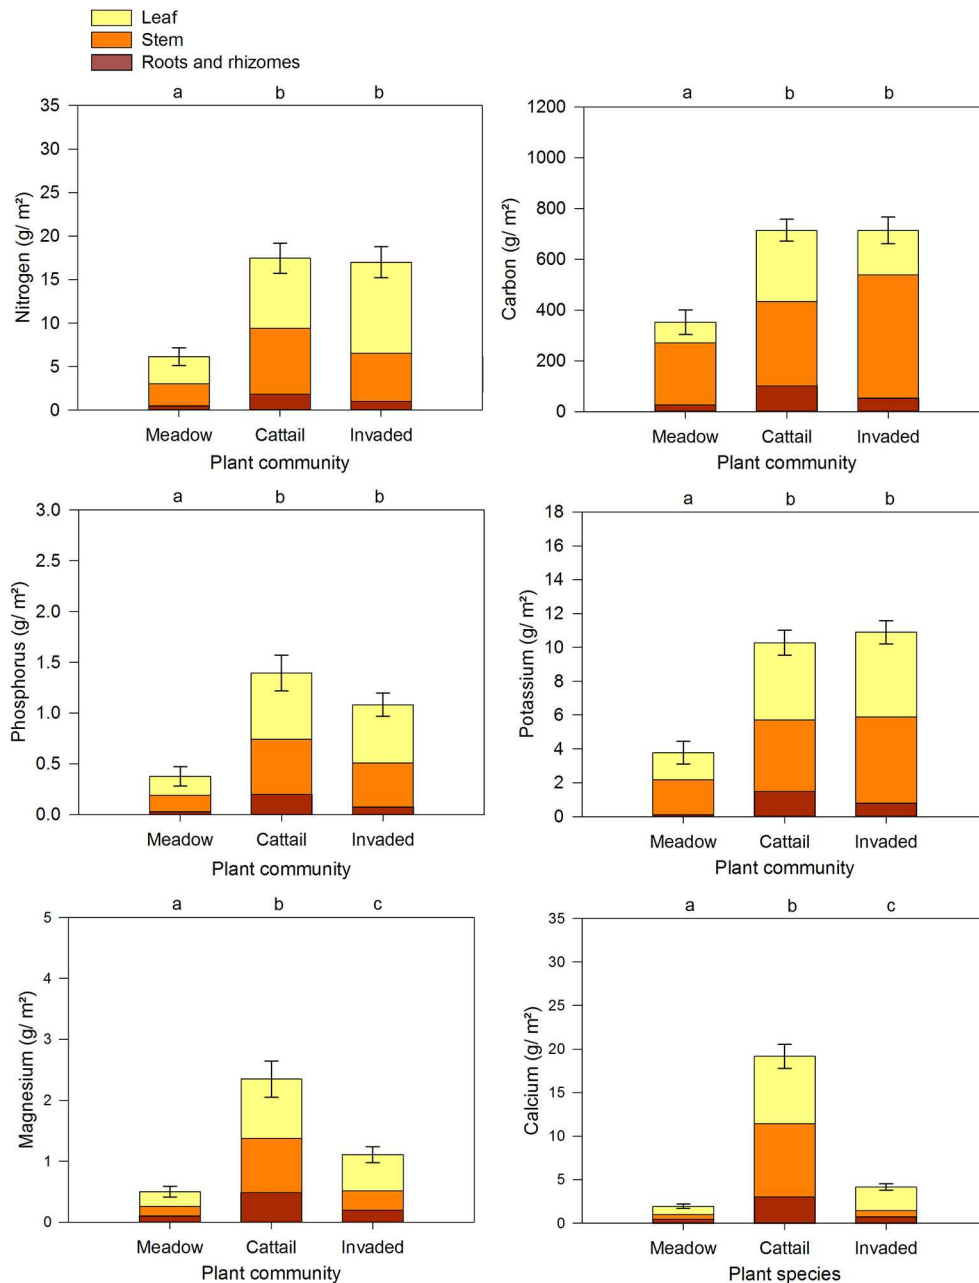 Leaf
Stem
Roots and rhizomes
a b b
35
30
25
20
15
10
5
0
Nitrogen (g/ m²)
Meadow Cattail Invaded
Plant community
a b b
1200
1000
800
600
400
200
0
Carbon (g/ m²)
Meadow Cattail Invaded
Plant community
a b b
3.0
2.5
2.0
1.5
1.0
0.5
0.0
Phosphorus (g/ m²)
Meadow Cattail Invaded
Plant community
a b b
18
16
14
12
10
8
6
4
2
0
Potassium (g/ m²)
Meadow Cattail Invaded
Plant community
a b c
5
4
3
2
1
0
Magnesium (g/ m²)
Meadow Cattail Invaded
Plant community
a b c
35
30
25
20
15
10
5
0
Calcium (g/ m²)
Meadow Cattail Invaded
Plant species